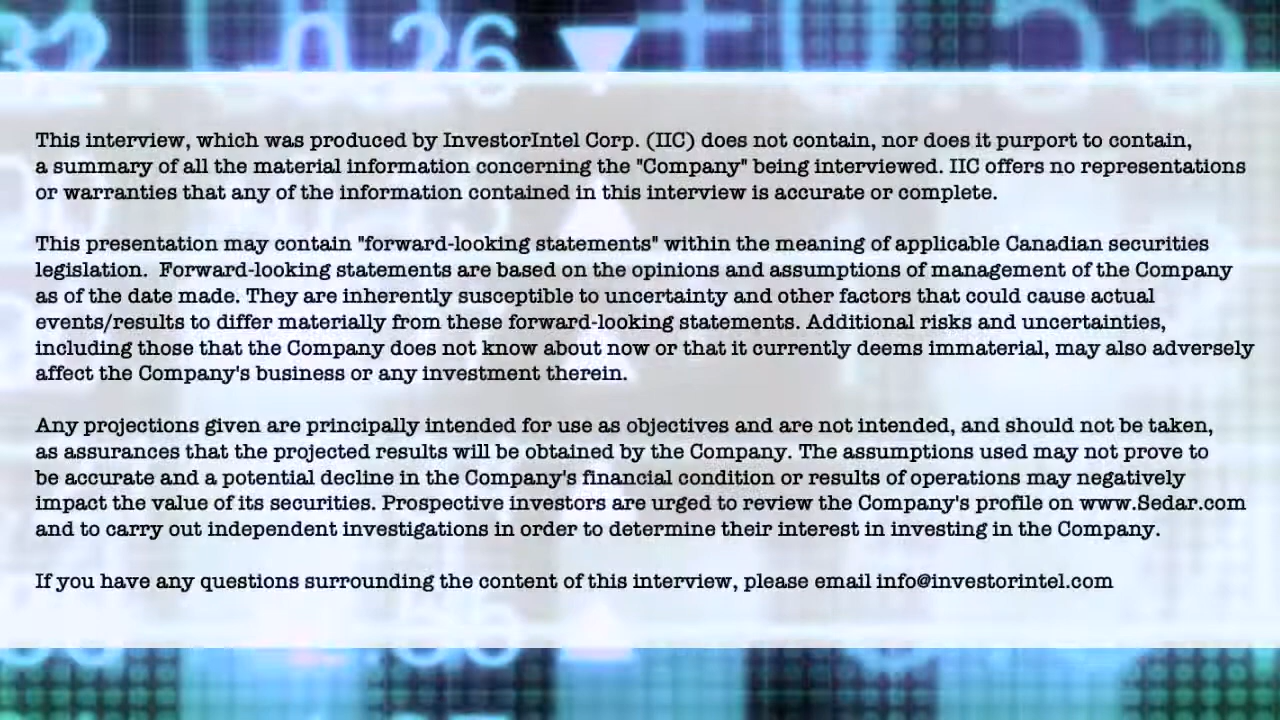 32 -0.26 ▼ +0.55
This interview, which was produced by InvestorIntel Corp. (IIC) does not contain, nor does it purport to contain,
a summary of all the material information concerning the "Company" being interviewed. IIC offers no representations
or warranties that any of the information contained in this interview is accurate or complete.
This presentation may contain "forward-looking statements" within the meaning of applicable Canadian securities
legislation.  Forward-looking statements are based on the opinions and assumptions of management of the Company
as of the date made. They are inherently susceptible to uncertainty and other factors that could cause actual
events/results to differ materially from these forward-looking statements. Additional risks and uncertainties,
including those that the Company does not know about now or that it currently deems immaterial, may also adversely
affect the Company's business or any investment therein.
Any projections given are principally intended for use as objectives and are not intended, and should not be taken,
as assurances that the projected results will be obtained by the Company. The assumptions used may not prove to
be accurate and a potential decline in the Company's financial condition or results of operations may negatively
impact the value of its securities. Prospective investors are urged to review the Company's profile on www.Sedar.com
and to carry out independent investigations in order to determine their interest in investing in the Company.
If you have any questions surrounding the content of this interview, please email info@investorintel.com